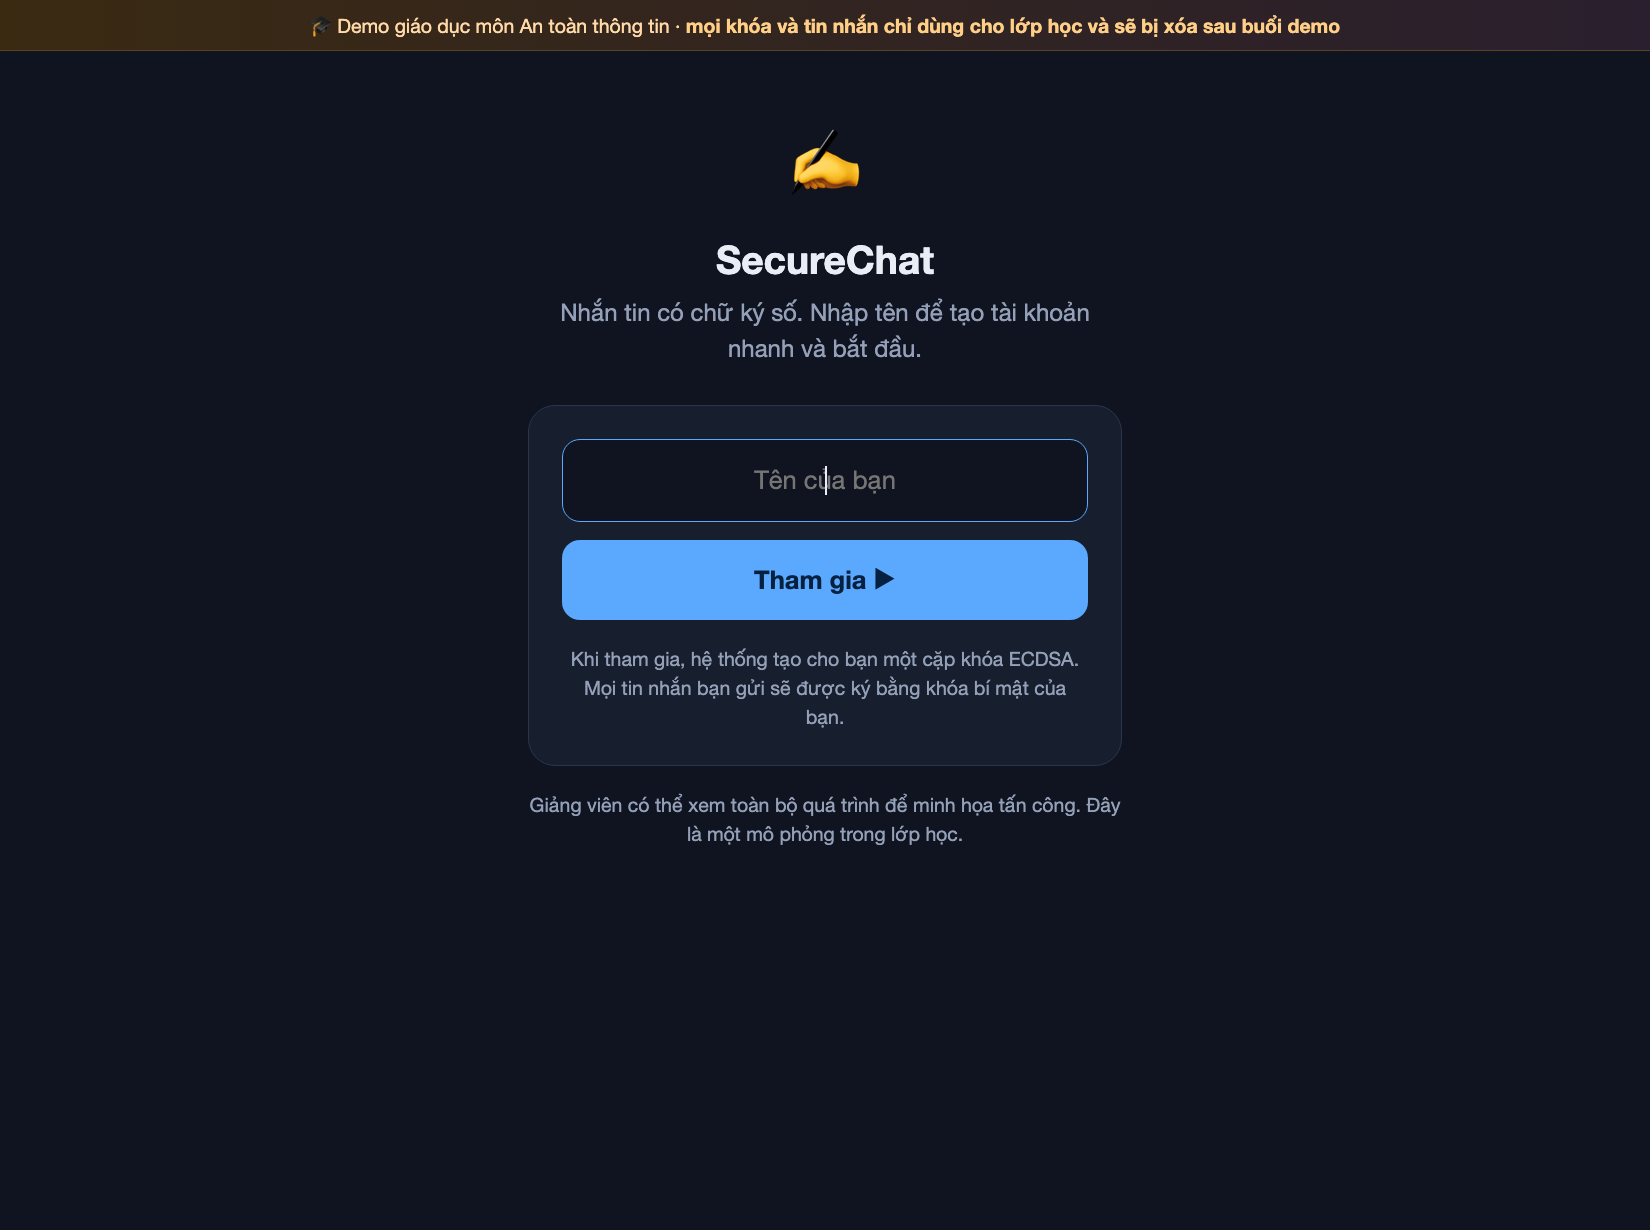 Demo giáo dục môn An toàn thông tin · mọi khóa và tin nhắn chỉ dùng cho lớp học và sẽ bị xóa sau buổi demo
SecureChat
Nhắn tin có chữ ký số. Nhập tên để tạo tài khoản
nhanh và bắt đầu.
Tên của bạn
Tham gia ▶
Khi tham gia, hệ thống tạo cho bạn một cặp khóa ECDSA.
Mọi tin nhắn bạn gửi sẽ được ký bằng khóa bí mật của
bạn.
Giảng viên có thể xem toàn bộ quá trình để minh họa tấn công. Đây
là một mô phỏng trong lớp học.